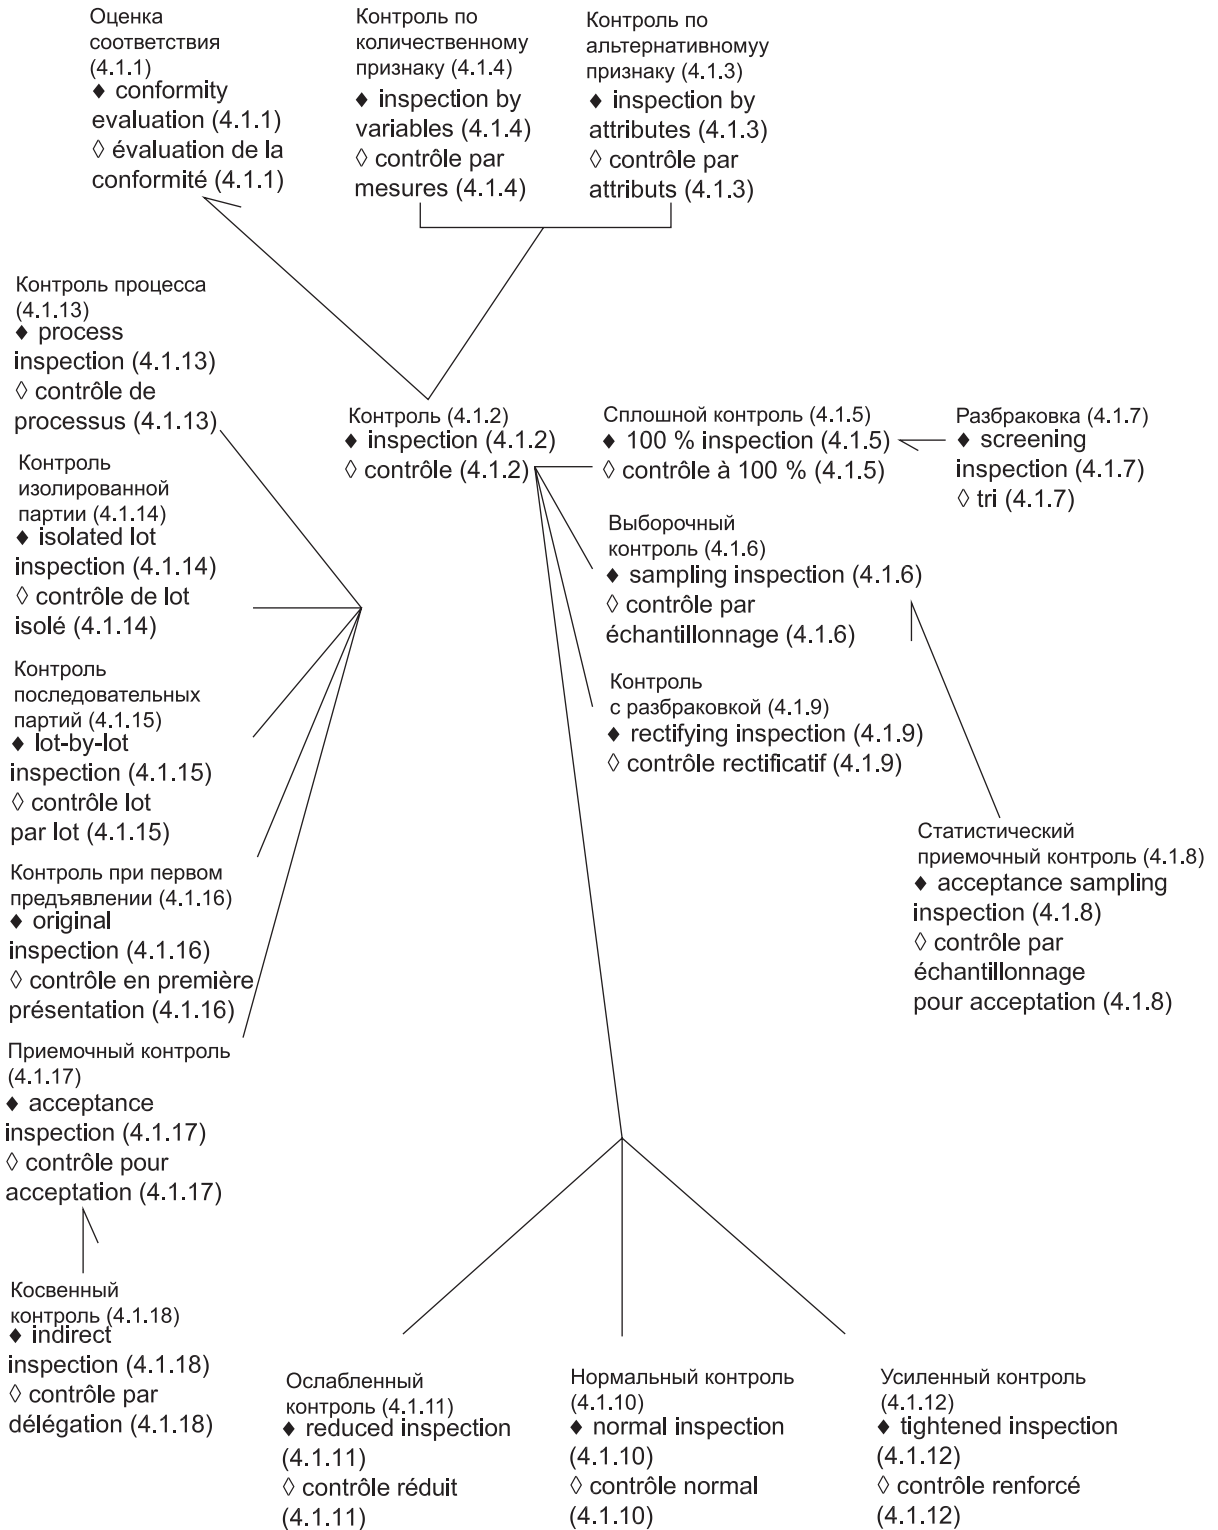 Оценка
соответствия
(4.1.1)
♦ conformity
evaluation (4.1.1)
◊ évaluation de la
conformité (4.1.1)
Контроль по
количественному
признаку (4.1.4)
♦ inspection by
variables (4.1.4)
◊ contrôle par
mesures (4.1.4)
Контроль по
альтернативномуу
признаку (4.1.3)
♦ inspection by
attributes (4.1.3)
◊ contrôle par
attributs (4.1.3)
Контроль процесса
(4.1.13)
♦ process
inspection (4.1.13)
◊ contrôle de
processus (4.1.13)
Контроль (4.1.2)
♦ inspection (4.1.2)
◊ contrôle (4.1.2)
Сплошной контроль (4.1.5)
♦ 100 % inspection (4.1.5)
◊ contrôle à 100 % (4.1.5)
Разбраковка (4.1.7)
♦ screening
inspection (4.1.7)
◊ tri (4.1.7)
Контроль
изолированной
партии (4.1.14)
♦ isolated lot
inspection (4.1.14)
◊ contrôle de lot
isolé (4.1.14)
Выборочный
контроль (4.1.6)
♦ sampling inspection (4.1.6)
◊ contrôle par
échantillonnage (4.1.6)
Контроль
последовательных
партий (4.1.15)
♦ lot-by-lot
inspection (4.1.15)
◊ contrôle lot
par lot (4.1.15)
Контроль
с разбраковкой (4.1.9)
♦ rectifying inspection (4.1.9)
◊ contrôle rectificatif (4.1.9)
Статистический
приемочный контроль (4.1.8)
♦ acceptance sampling
inspection (4.1.8)
◊ contrôle par
échantillonnage
pour acceptation (4.1.8)
Контроль при первом
предъявлении (4.1.16)
♦ original
inspection (4.1.16)
◊ contrôle en première
présentation (4.1.16)
Приемочный контроль
(4.1.17)
♦ acceptance
inspection (4.1.17)
◊ contrôle pour
acceptation (4.1.17)
Косвенный
контроль (4.1.18)
♦ indirect
inspection (4.1.18)
◊ contrôle par
délégation (4.1.18)
Ослабленный
контроль (4.1.11)
♦ reduced inspection
(4.1.11)
◊ contrôle réduit
(4.1.11)
Нормальный контроль
(4.1.10)
♦ normal inspection
(4.1.10)
◊ contrôle normal
(4.1.10)
Усиленный контроль
(4.1.12)
♦ tightened inspection
(4.1.12)
◊ contrôle renforcé
(4.1.12)